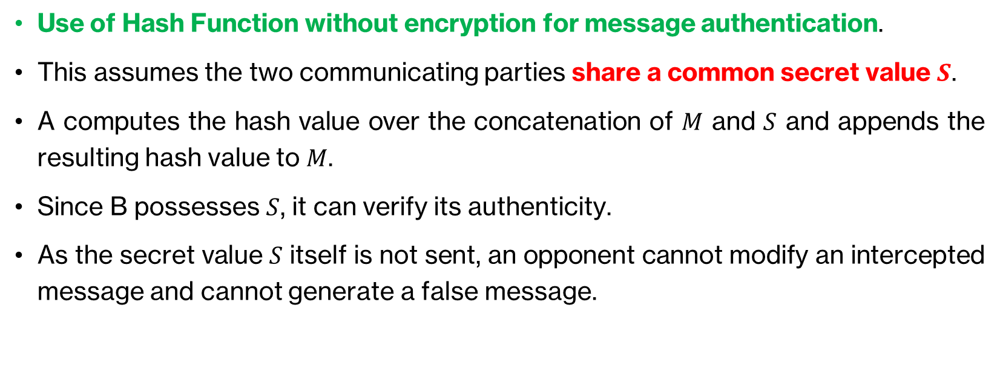 • Use of Hash Function without encryption for message authentication.
• This assumes the two communicating parties share a common secret value S.
• A computes the hash value over the concatenation of M and S and appends the
resulting hash value to M.
• Since B possesses S, it can verify its authenticity.
• As the secret value S itself is not sent, an opponent cannot modify an intercepted
message and cannot generate a false message.